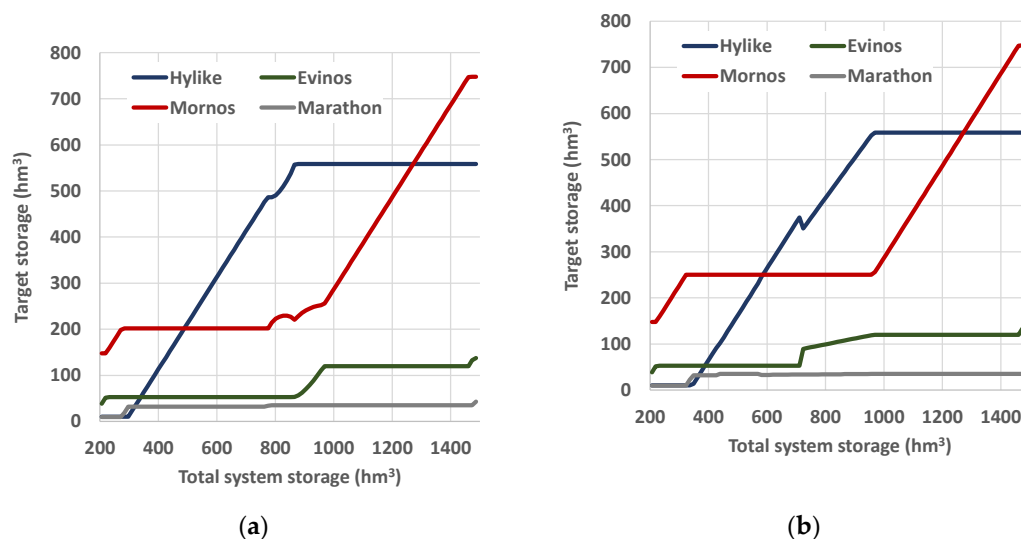 800
700
600
500
400
300
200
100
0
Target storage (hm³)
Hylike
Evinos
Mornos
Marathon
200 400 600 800 1000 1200 1400
Total system storage (hm³)
(a)
800
700
600
500
400
300
200
100
0
Target storage (hm³)
Hylike
Evinos
Mornos
Marathon
200 400 600 800 1000 1200 1400
Total system storage (hm³)
(b)